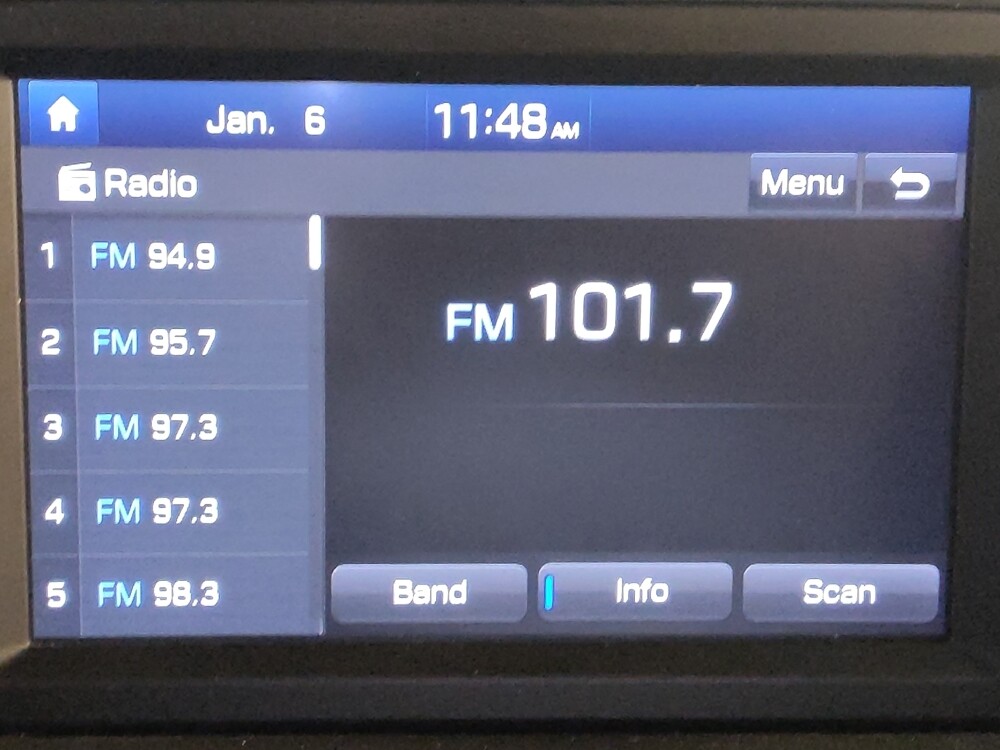 Jan. 6 11:48 AM
Radio Menu
1 FM 94.9
FM 101.7
2 FM 95.7
3 FM 97.3
4 FM 97.3
5 FM 98.3
Band Info Scan